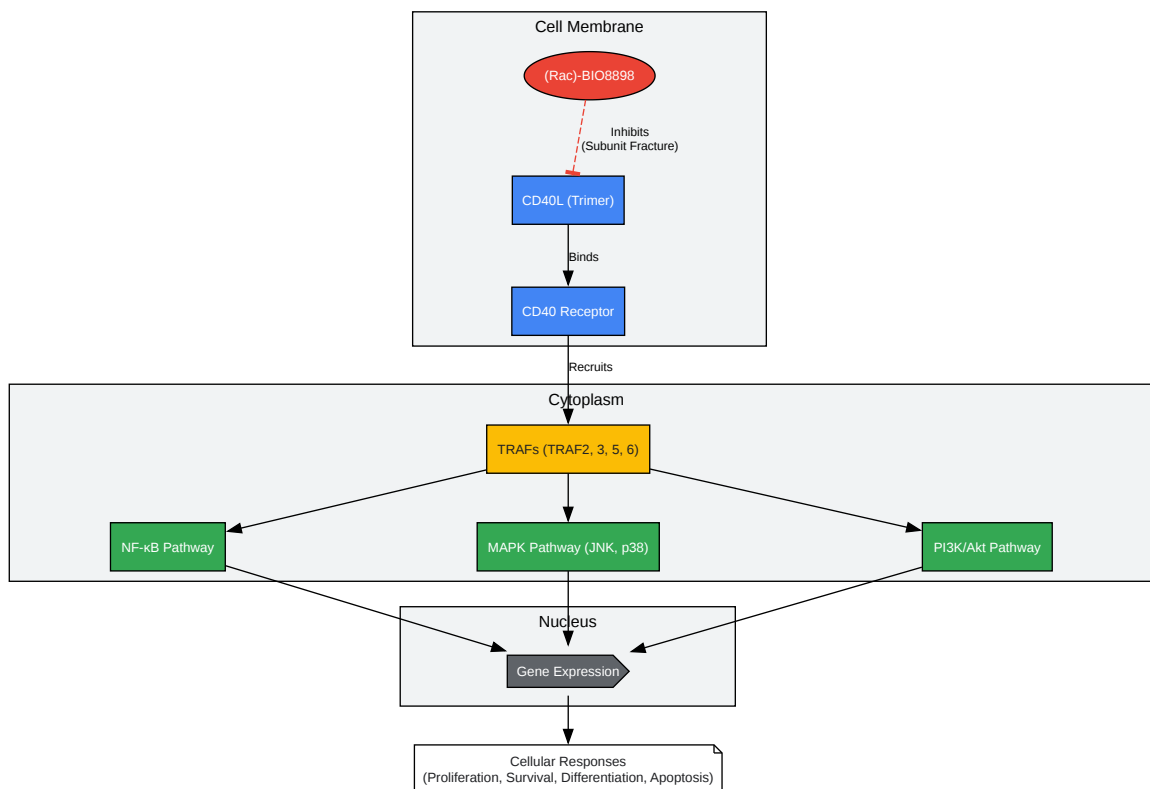 Cell Membrane
(Rac)-BIO8898
Inhibits
(Subunit Fracture)
CD40L (Trimer)
Binds
CD40 Receptor
Recruits
Cytoplasm
TRAFs (TRAF2, 3, 5, 6)
NF-κB Pathway
MAPK Pathway (JNK, p38)
PI3K/Akt Pathway
Nucleus
Gene Expression
Cellular Responses
(Proliferation, Survival, Differentiation, Apoptosis)